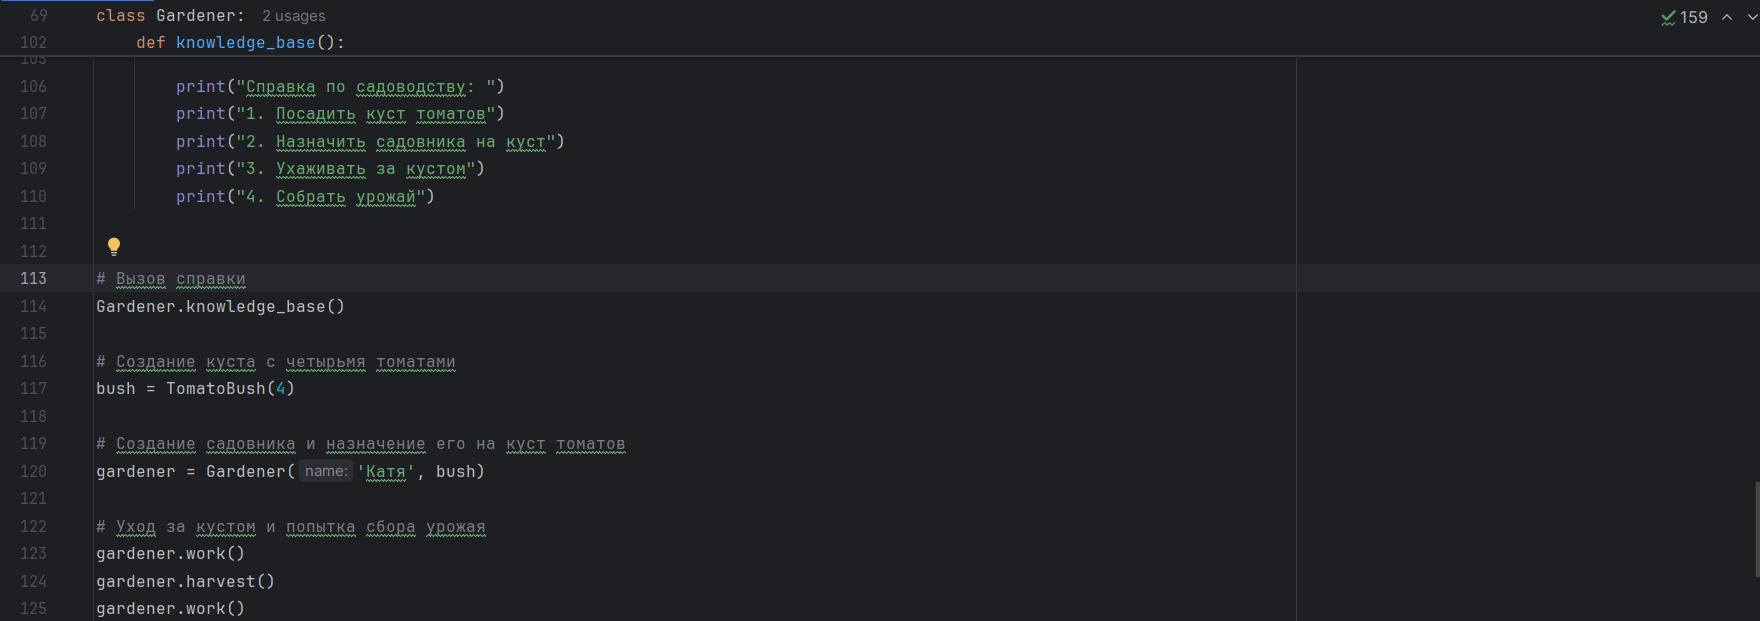 69 class Gardener: 2 usages
159
102 def knowledge_base():
105
106 print("Справка по садоводству: ")
107 print("1. Посадить куст томатов")
108 print("2. Назначить садовника на куст")
109 print("3. Ухаживать за кустом")
110 print("4. Собрать урожай")
111
112
113 # Вызов справки
114 Gardener.knowledge_base()
115
116 # Создание куста с четырьмя томатами
117 bush = TomatoBush(4)
118
119 # Создание садовника и назначение его на куст томатов
120 gardener = Gardener( name: 'Катя', bush)
121
122 # Уход за кустом и попытка сбора урожая
123 gardener.work()
124 gardener.harvest()
125 gardener.work()